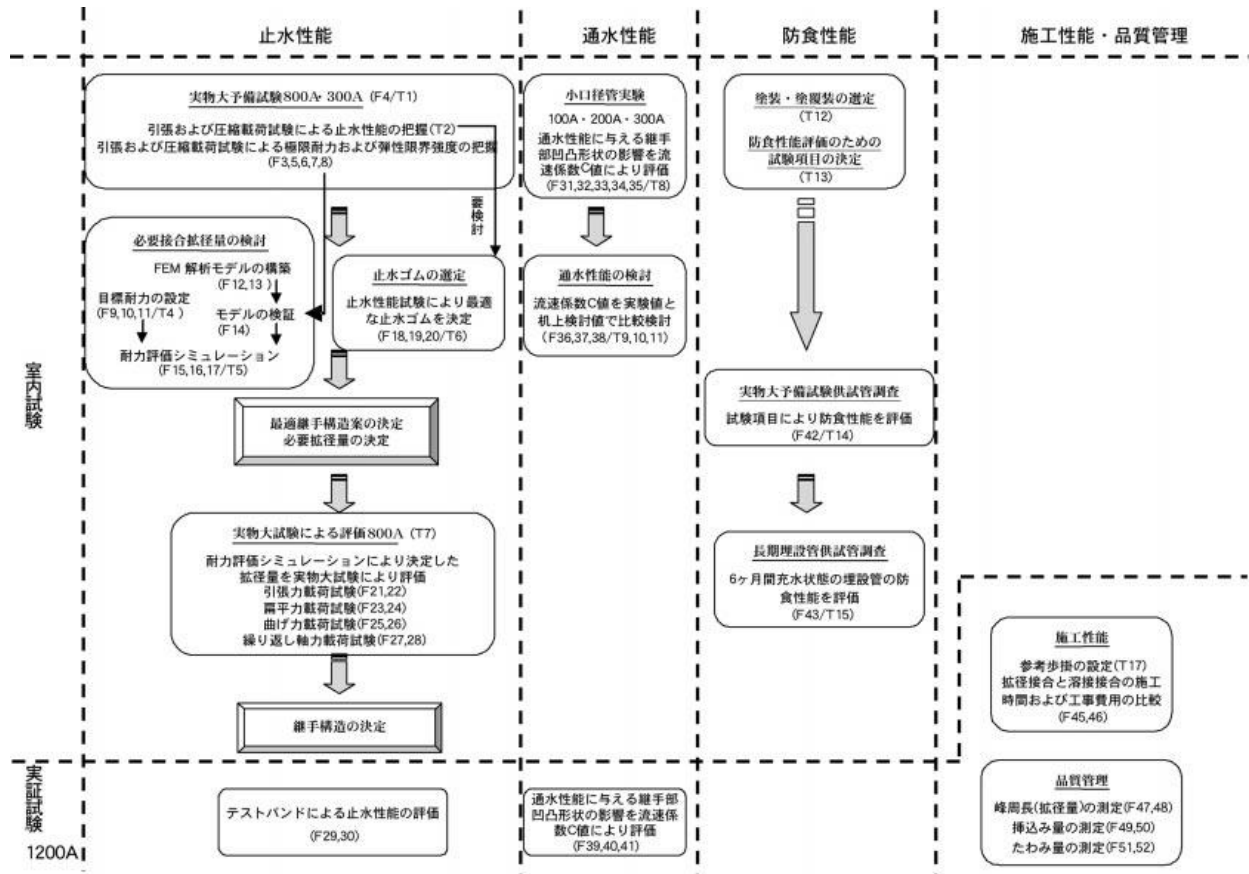 止水性能
通水性能
防食性能
施工性能・品質管理
室内試験
実物大予備試験800A・300A (F4/T1)
引張および圧縮載荷試験による止水性能の把握(T2)
引張および圧縮載荷試験による極限耐力および弾性限界強度の把握
(F3,5,6,7,8)
要検討
必要接合拡径量の検討
FEM 解析モデルの構築
(F12,13 )
目標耐力の設定
(F9,10,11/T4 )
モデルの検証
(F14)
耐力評価シミュレーション
(F15,16,17/T5)
止水ゴムの選定
止水性能試験により最適
な止水ゴムを決定
(F18,19,20/T6)
最適継手構造案の決定
必要拡径量の決定
実物大試験による評価800A (T7)
耐力評価シミュレーションにより決定した
拡径量を実物大試験により評価
引張力載荷試験(F21,22)
扁平力載荷試験(F23,24)
曲げ力載荷試験(F25,26)
繰り返し軸力載荷試験(F27,28)
継手構造の決定
小口径管実験
100A・200A・300A
通水性能に与える継手
部凹凸形状の影響を流
速係数C値により評価
(F31,32,33,34,35/T8)
通水性能の検討
流速係数C値を実験値と
机上検討値で比較検討
(F36,37,38/T9,10,11)
塗装・塗覆装の選定
(T12)
防食性能評価のための
試験項目の決定
(T13)
実物大予備試験供試管調査
試験項目により防食性能を評価
(F42/T14)
長期埋設管供試管調査
6ヶ月間充水状態の埋設管の防
食性能を評価
(F43/T15)
施工性能
参考歩掛の設定(T17)
拡径接合と溶接接合の施工
時間および工事費用の比較
(F45,46)
実証試験
1200A
テストバンドによる止水性能の評価
(F29,30)
通水性能に与える継手部
凹凸形状の影響を流速係
数C値により評価
(F39,40,41)
品質管理
峰周長(拡径量)の測定(F47,48)
挿込み量の測定(F49,50)
たわみ量の測定(F51,52)